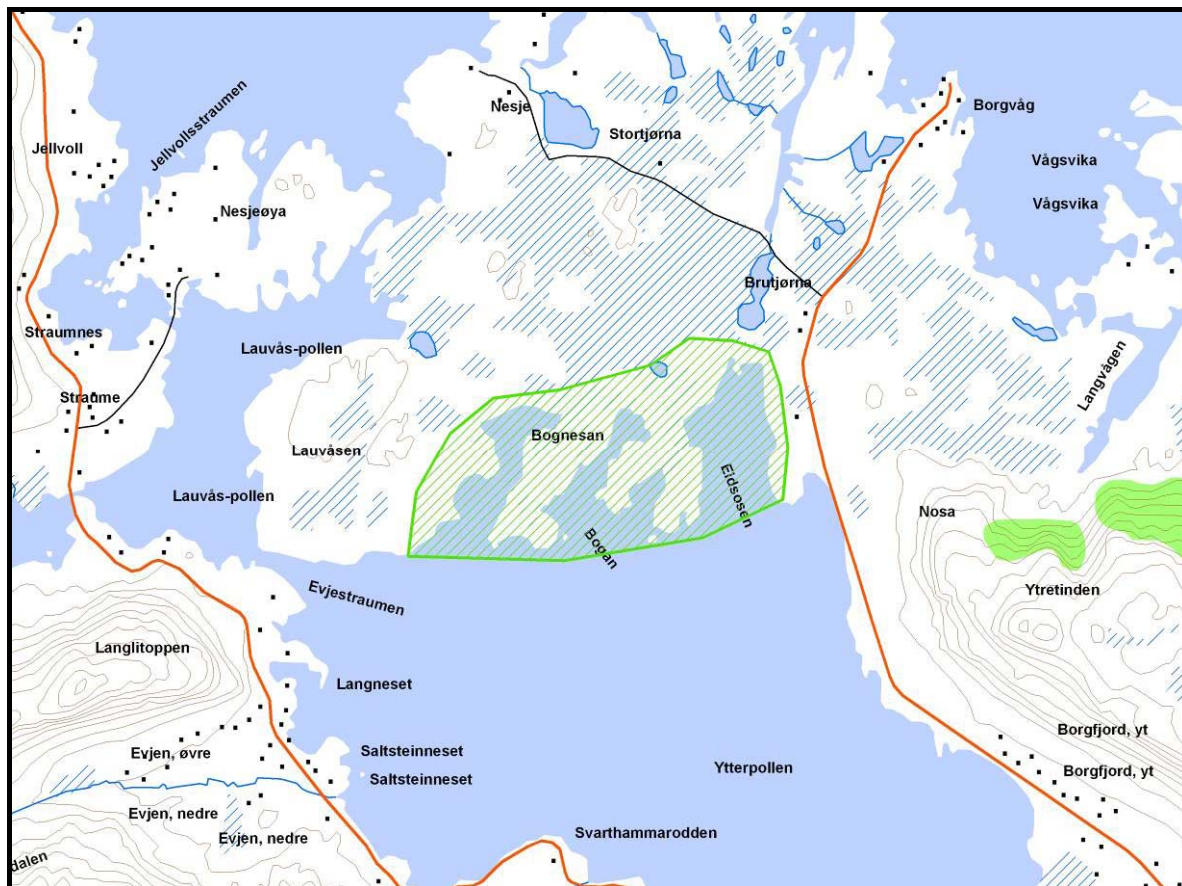 Nesje
Borgvåg
Stortjørna
Jellvoll
Jellvollsstraumen
Vågsvika
Nesjeøya
Vågsvika
Brutjørna
Straumnes
Lauvås-pollen
Langvågen
Straume
Bognesan
Lauvåsen
Eidsosen
Lauvås-pollen
Nosa
Bogan
Evjestraumen
Ytretinden
Langlitoppen
Langneset
Borgfjord, yt
Evjen, øvre
Saltsteinneset
Ytterpollen
Borgfjord, yt
Saltsteinneset
Evjen, nedre
Evjen, nedre
Svarthammarodden
dalen